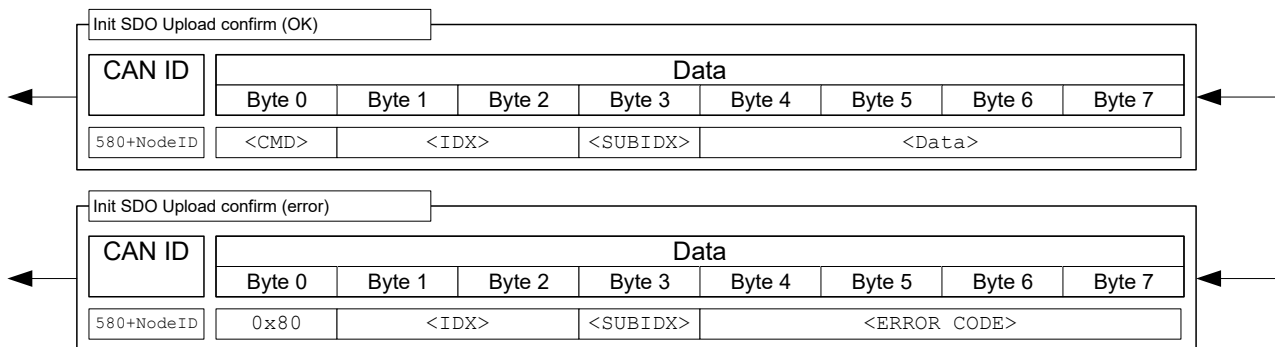 Init SDO Upload confirm (OK)
CAN ID Data
Byte 0 Byte 1 Byte 2 Byte 3 Byte 4 Byte 5 Byte 6 Byte 7
580+NodeID <CMD> <IDX> <SUBIDX> <Data>
Init SDO Upload confirm (error)
CAN ID Data
Byte 0 Byte 1 Byte 2 Byte 3 Byte 4 Byte 5 Byte 6 Byte 7
580+NodeID 0x80 <IDX> <SUBIDX> <ERROR CODE>